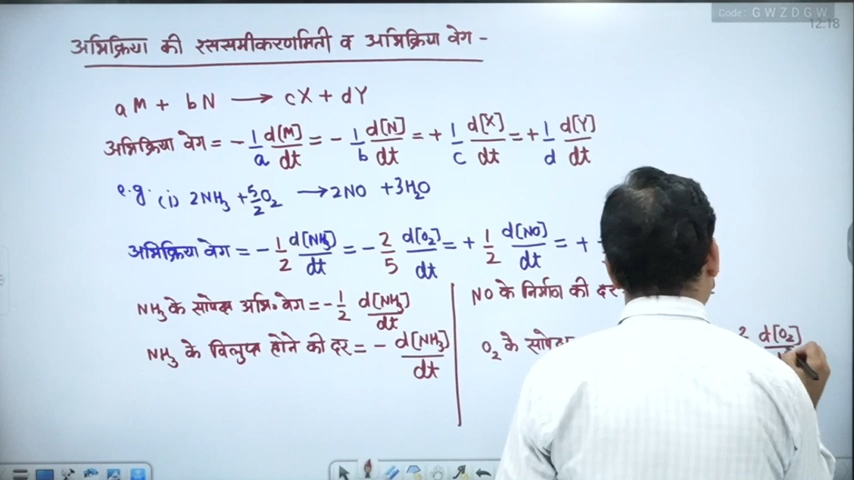 Code: G W Z D G W
12:18
अभिक्रिया की रससमीकरणमिती व अभिक्रिया वेग -
aM + bN ⟶ cX + dY
अभिक्रिया वेग = - 1/a d[M]/dt = - 1/b d[N]/dt = + 1/c d[X]/dt = + 1/d d[Y]/dt
e.g. (i) 2NH₃ + 5/2 O₂ ⟶ 2NO + 3H₂O
अभिक्रिया वेग = - 1/2 d[NH₃]/dt = - 2/5 d[O₂]/dt = + 1/2 d[NO]/dt = +
NH₃ के सापेक्ष अभि० वेग = - 1/2 d[NH₃]/dt
NH₃ के विलुप्त होने की दर = - d[NH₃]/dt
NO के निर्माण की दर
O₂ के सापेक्ष 2 d[O₂]